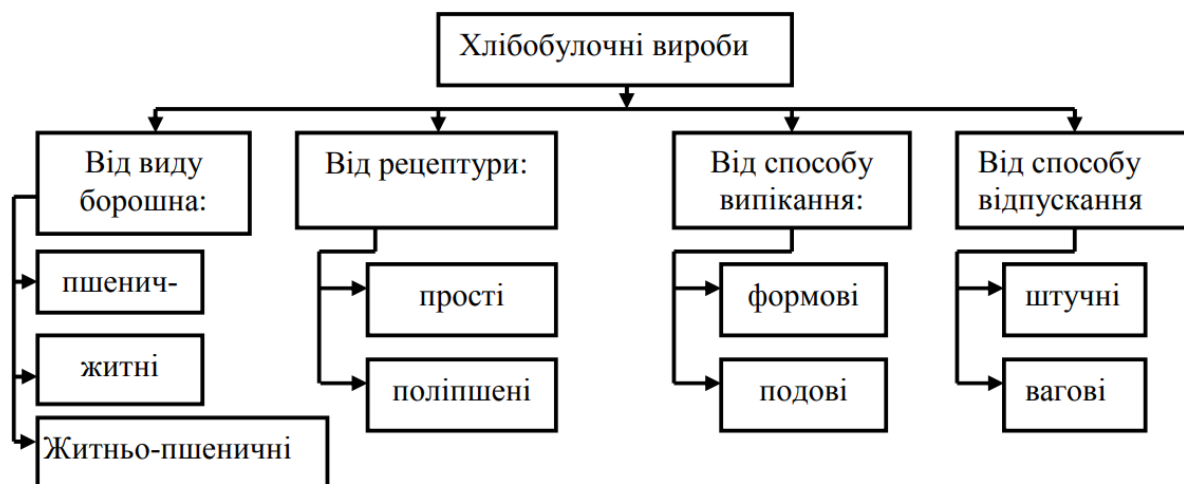 Хлібобулочні вироби
Від виду
борошна:
пшенич-
житні
Житньо-пшеничні
Від рецептури:
прості
поліпшені
Від способу
випікання:
формові
подові
Від способу
відпускання
штучні
вагові